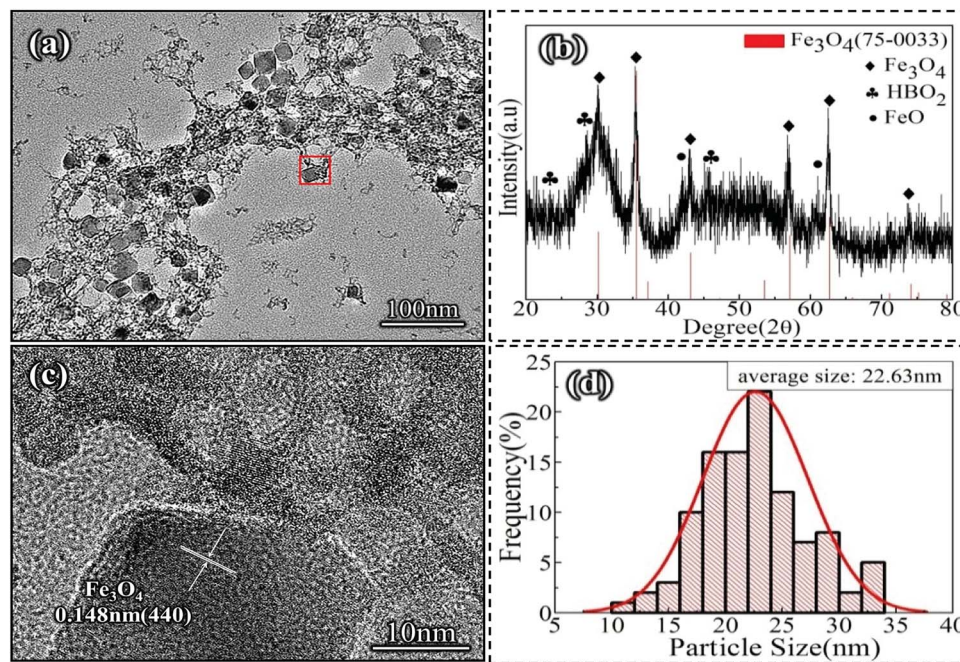 (a)
100nm
(b)
Fe₃O₄(75-0033)
◆ Fe₃O₄
♣ HBO₂
● FeO
Intensity(a.u)
20 30 40 50 60 70 80
Degree(2θ)
(c)
Fe₃O₄
0.148nm(440)
10nm
(d)
average size: 22.63nm
Frequency(%)
25
20
15
10
5
0
5 10 15 20 25 30 35 40
Particle Size(nm)